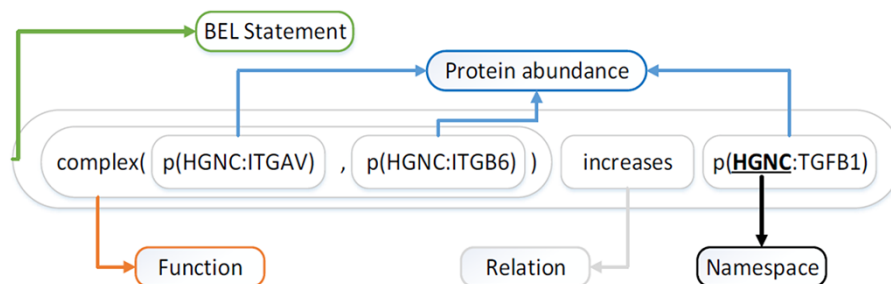 BEL Statement
Protein abundance
complex( p(HGNC:ITGAV) , p(HGNC:ITGB6) ) increases p(HGNC:TGFB1)
Function Relation Namespace